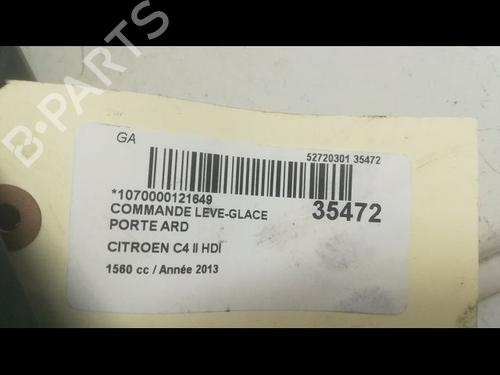 B-PARTS
GA
52720301 35472
*1070000121649
COMMANDE LEVE-GLACE
35472
PORTE ARD
CITROEN C4 II HDI
1560 cc / Année 2013